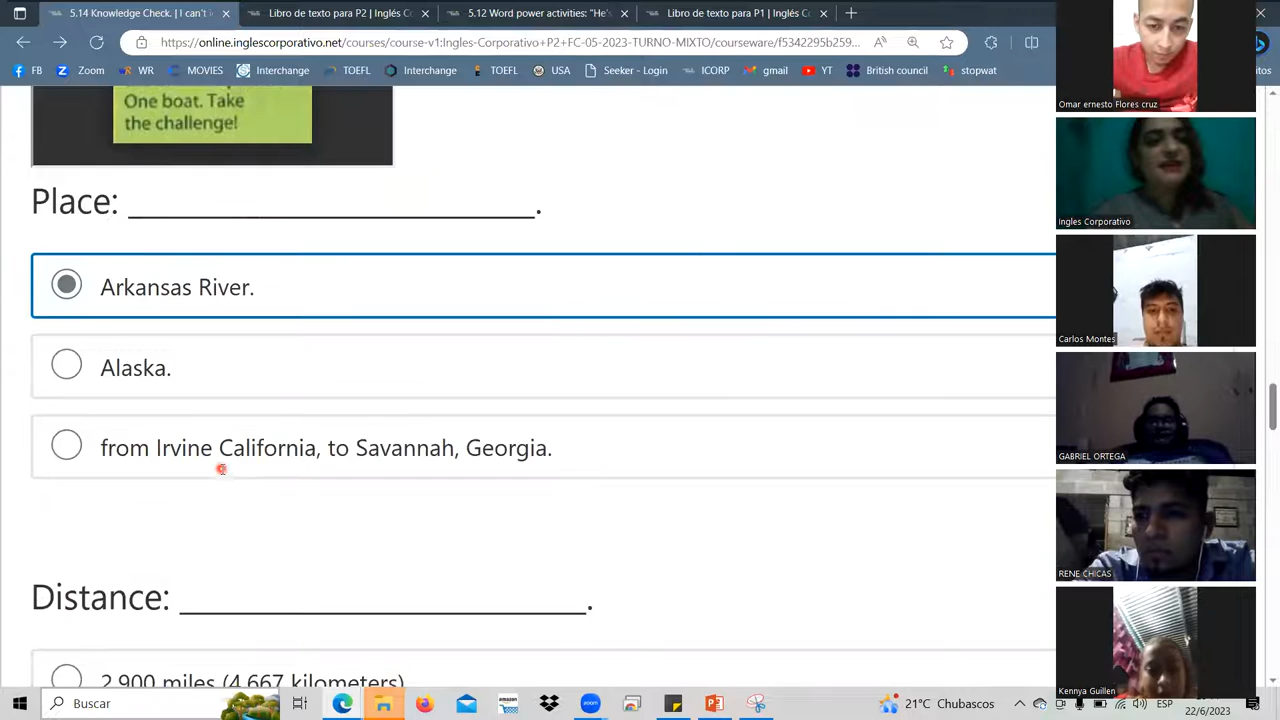 5.14 Knowledge Check: | I can't i
Libro de texto para P2 | Inglés C
5.12 Word power activities: "He's
Libro de texto para P1 | Inglés C
https://online.inglescorporativo.net/courses/course-v1:Ingles-Corporativo+P2+FC-05-2023-TURNO-MIXTO/courseware/f5342295b259...
FB
Zoom
WR
MOVIES
Interchange
TOEFL
Interchange
TOEFL
USA
Seeker - Login
ICORP
gmail
YT
British council
stopwat
itos
One boat. Take
the challenge!
Place: ____________________.
Arkansas River.
Alaska.
from Irvine California, to Savannah, Georgia.
Distance: ____________________.
2,900 miles (4,667 kilometers)
Omar ernesto Flores cruz
Ingles Corporativo
Carlos Montes
GABRIEL ORTEGA
RENE CHICAS
Kennya Guillen
Buscar
amazon
zoom
21°C Chubascos
ESP
22/6/2023